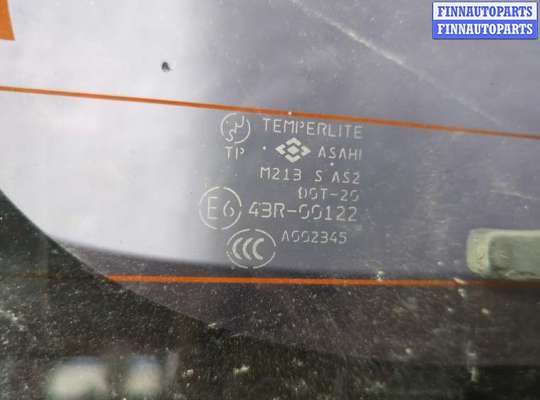 FINNAUTOPARTS
FINNAUTOPARTS
TEMPERLITE
TP · ASAHI
M213 S AS2
DOT-20
E6 43R-00122
CCC A002345